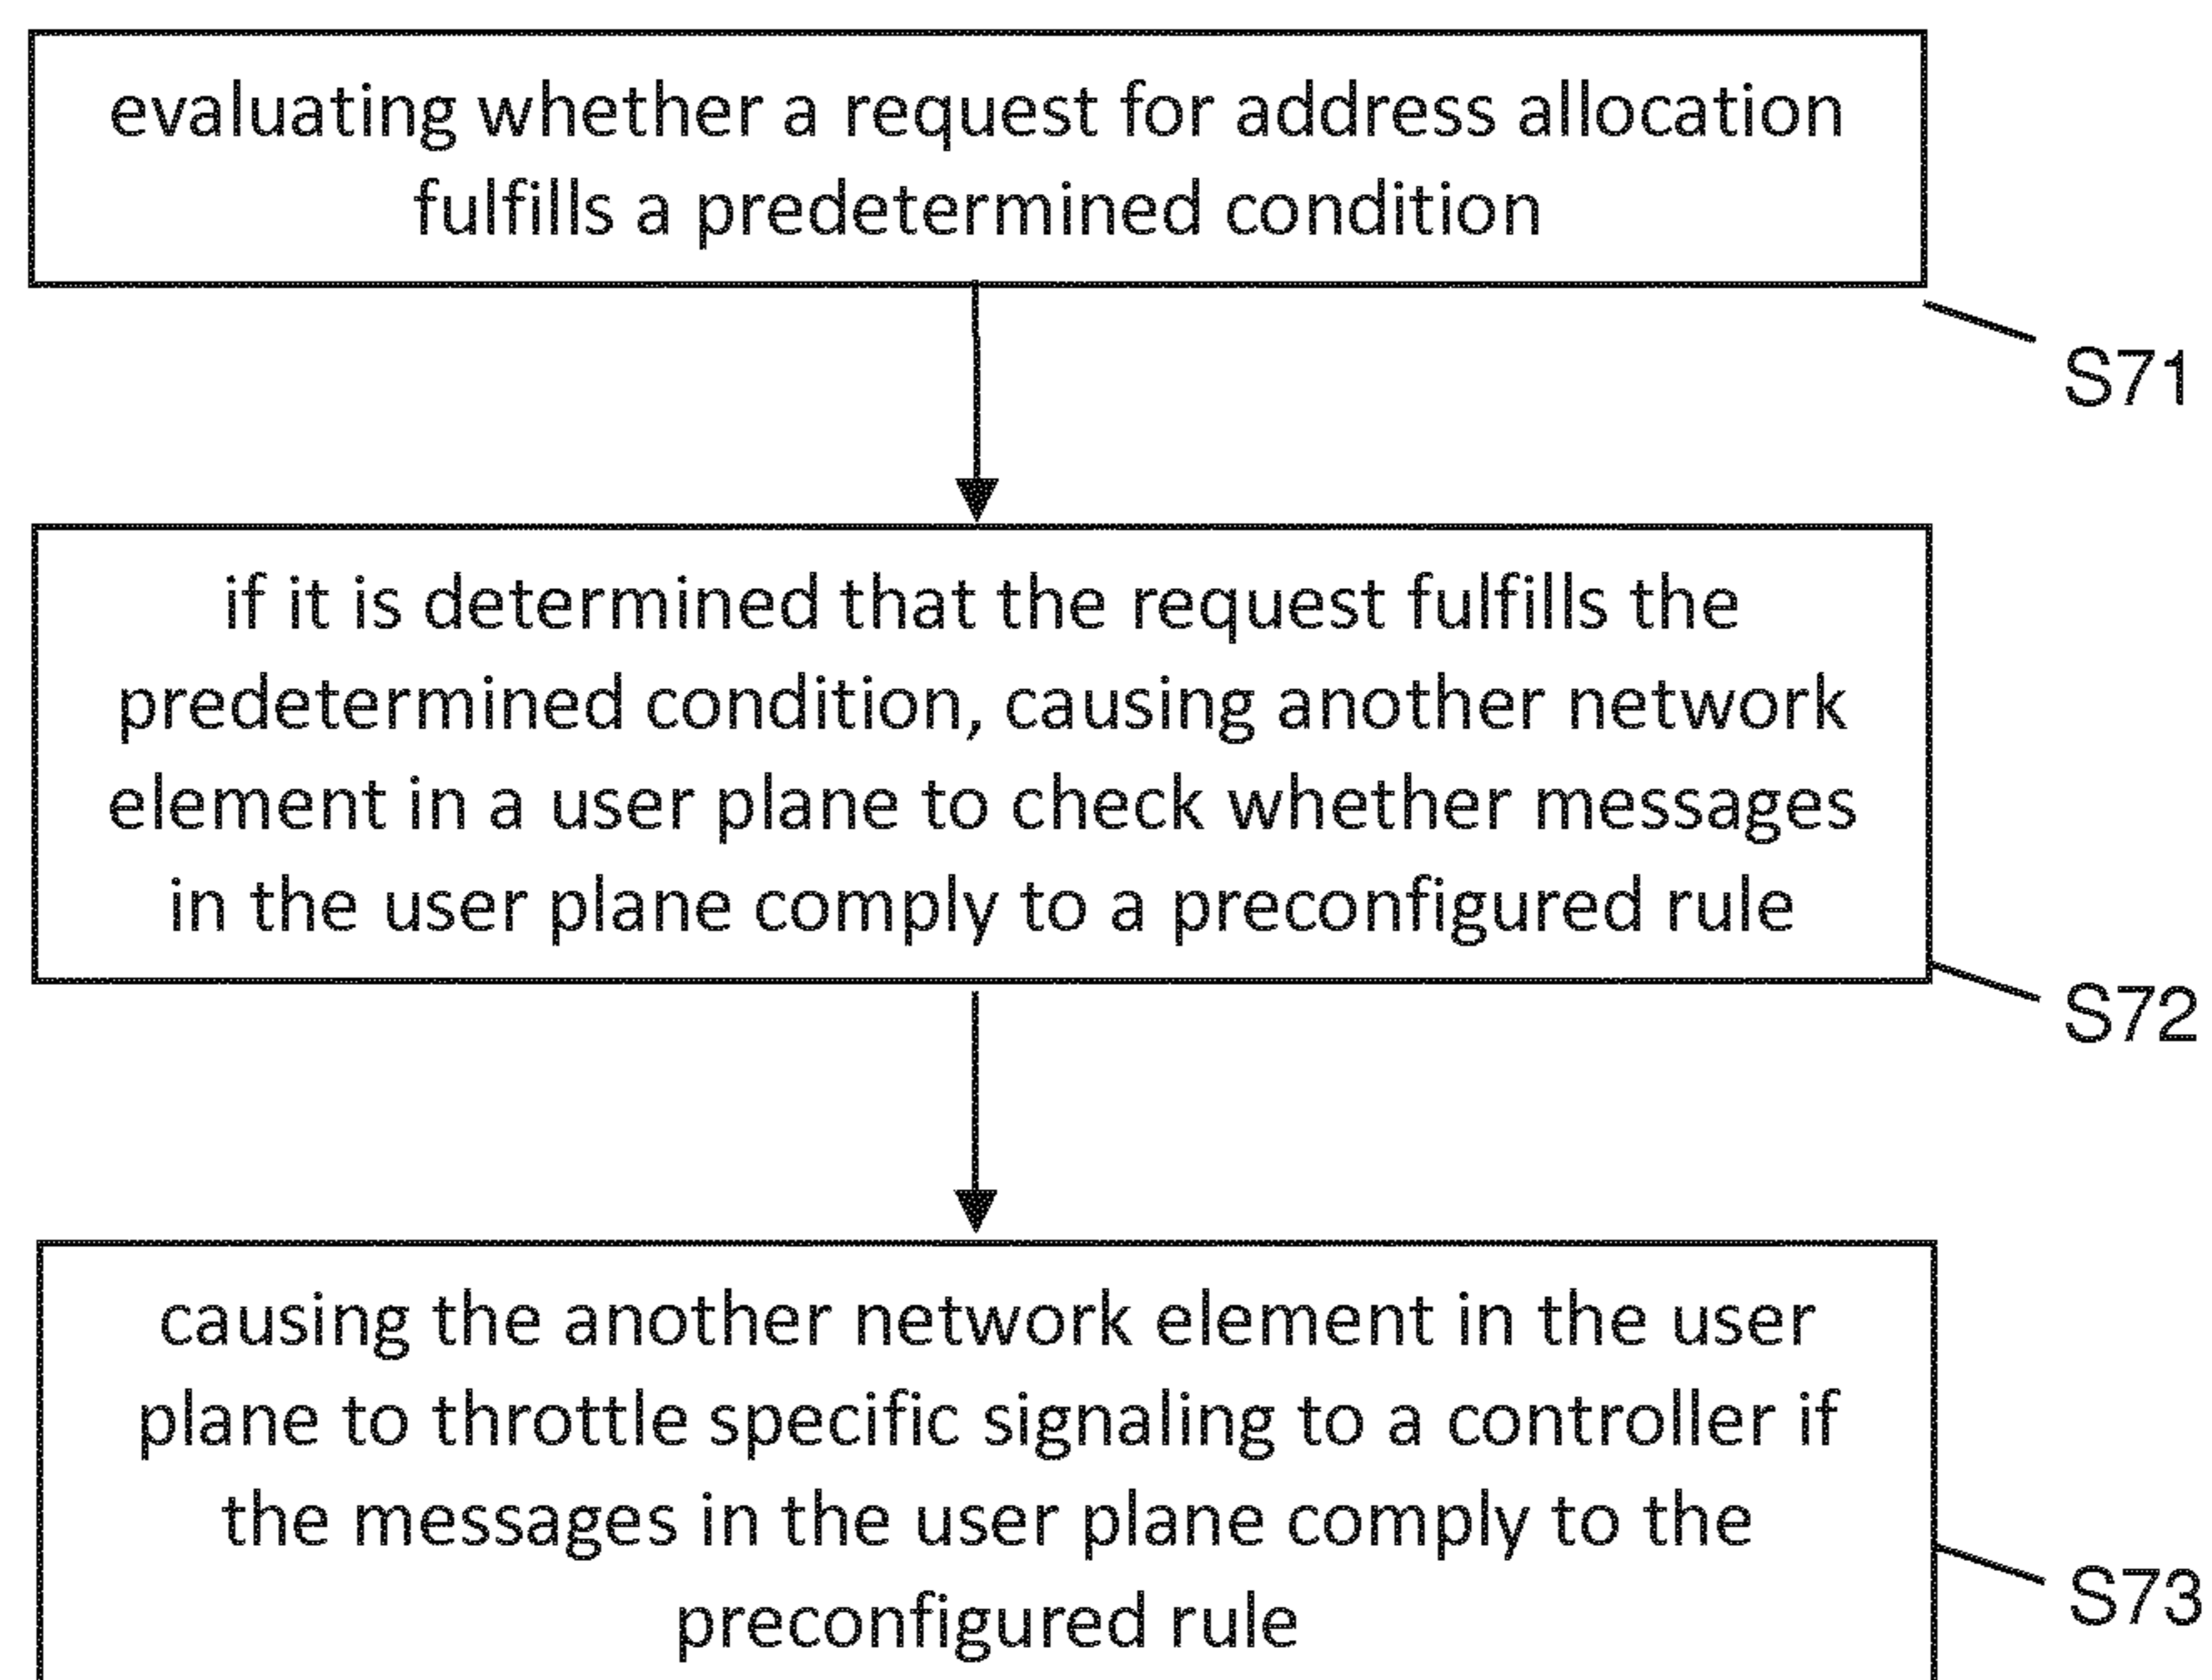 evaluating whether a request for address allocation
fulfills a predetermined condition
S71
if it is determined that the request fulfills the
predetermined condition, causing another network
element in a user plane to check whether messages
in the user plane comply to a preconfigured rule
S72
causing the another network element in the user
plane to throttle specific signaling to a controller if
the messages in the user plane comply to the
preconfigured rule
S73